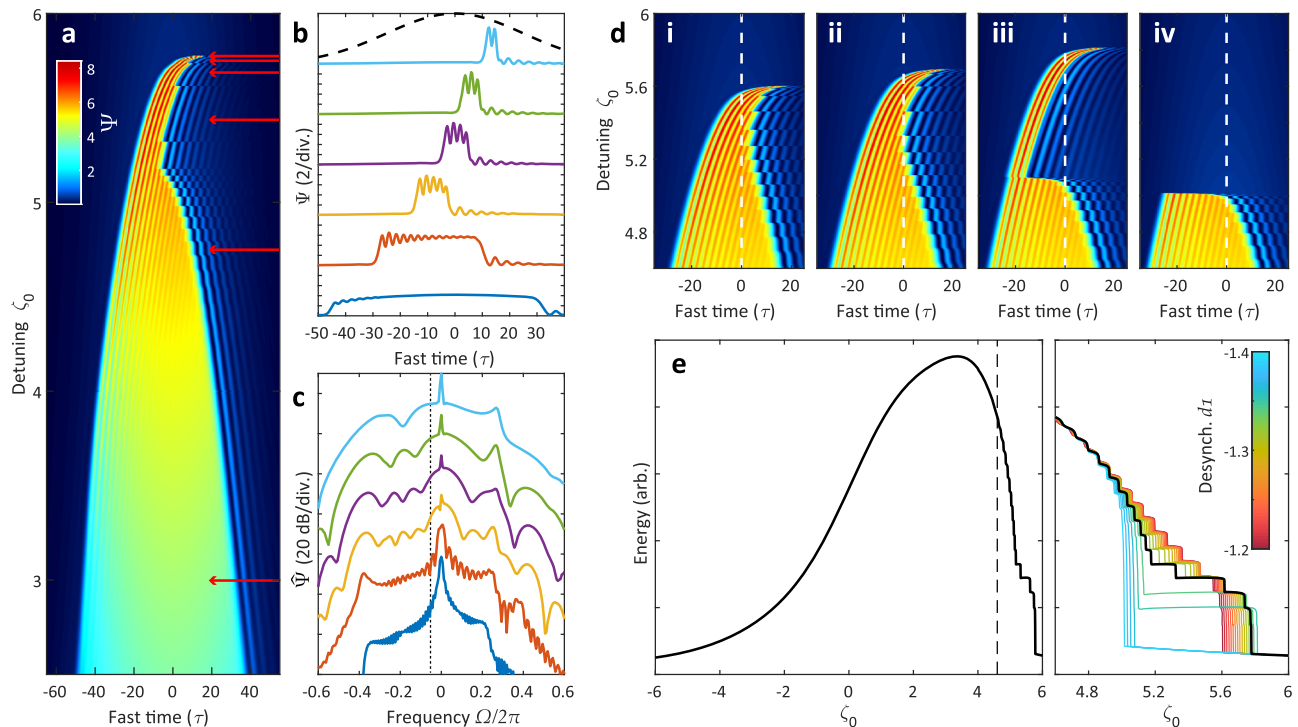 a
6
5
4
3
Detuning ζ0
8
6
4
2
Ψ
-60 -40 -20 0 20 40
Fast time (τ)
b
Ψ (2/div.)
-50 -30 -10 0 10 30
Fast time (τ)
c
Ψ̂ (20 dB/div.)
-0.6 -0.4 -0.2 0 0.2 0.4 0.6
Frequency Ω/2π
d
i
ii
iii
iv
6
5.6
5.2
4.8
Detuning ζ0
-20 0 20
-20 0 20
-20 0 20
-20 0 20
Fast time (τ)
Fast time (τ)
Fast time (τ)
Fast time (τ)
e
Energy (arb.)
-6 -4 -2 0 2 4 6
ζ0
-1.4
-1.3
-1.2
Desynch. d1
4.8 5.2 5.6 6
ζ0